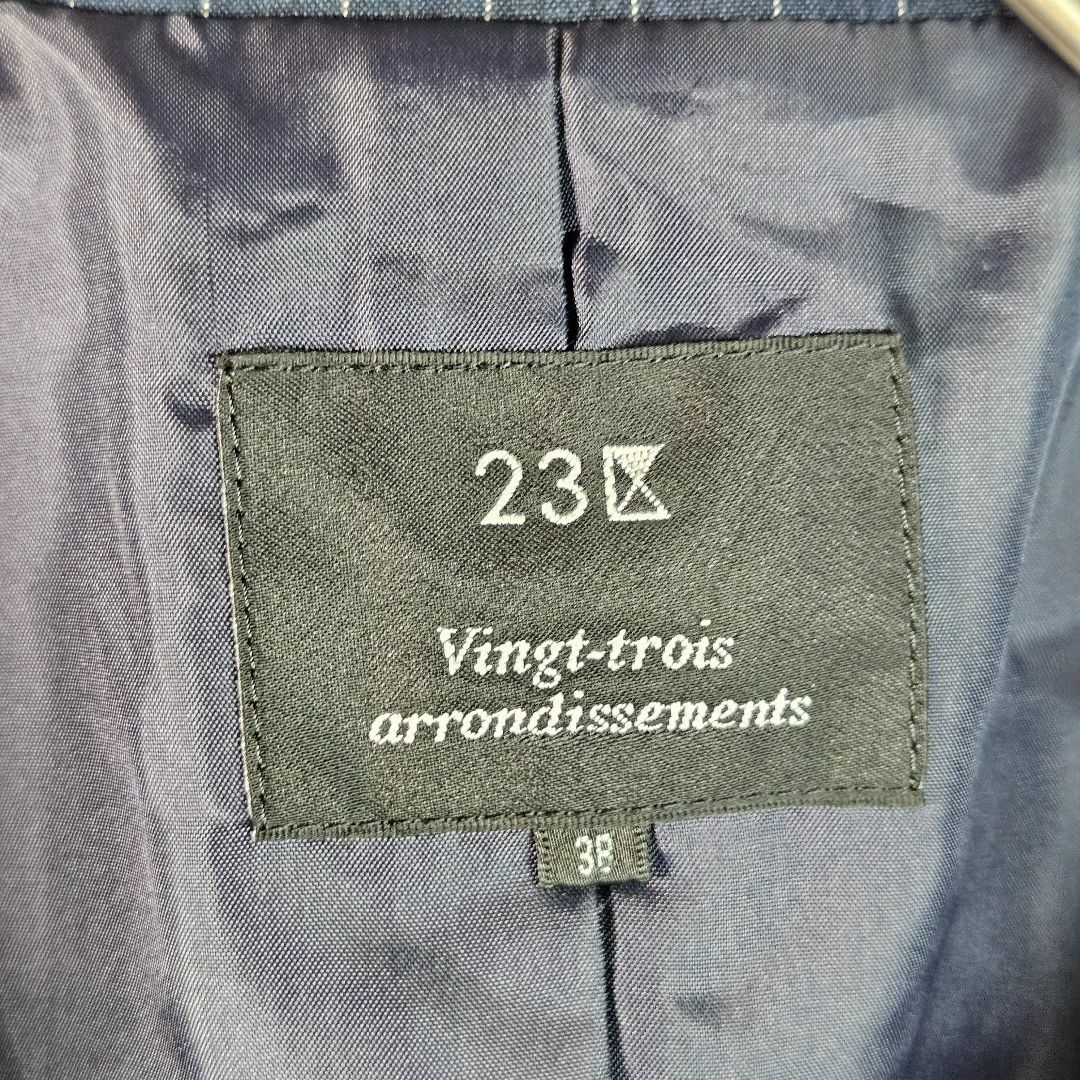 23区
Vingt-trois
arrondissements
38